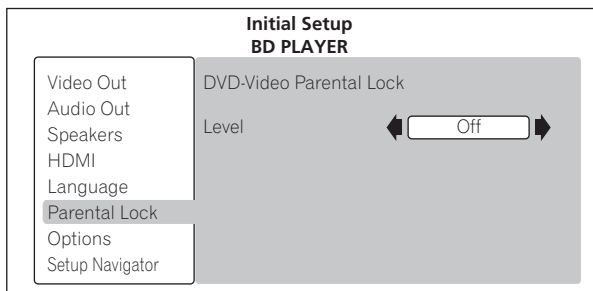 Initial Setup
BD PLAYER
Video Out
Audio Out
Speakers
HDMI
Language
Parental Lock
Options
Setup Navigator
DVD-Video Parental Lock
Level
Off